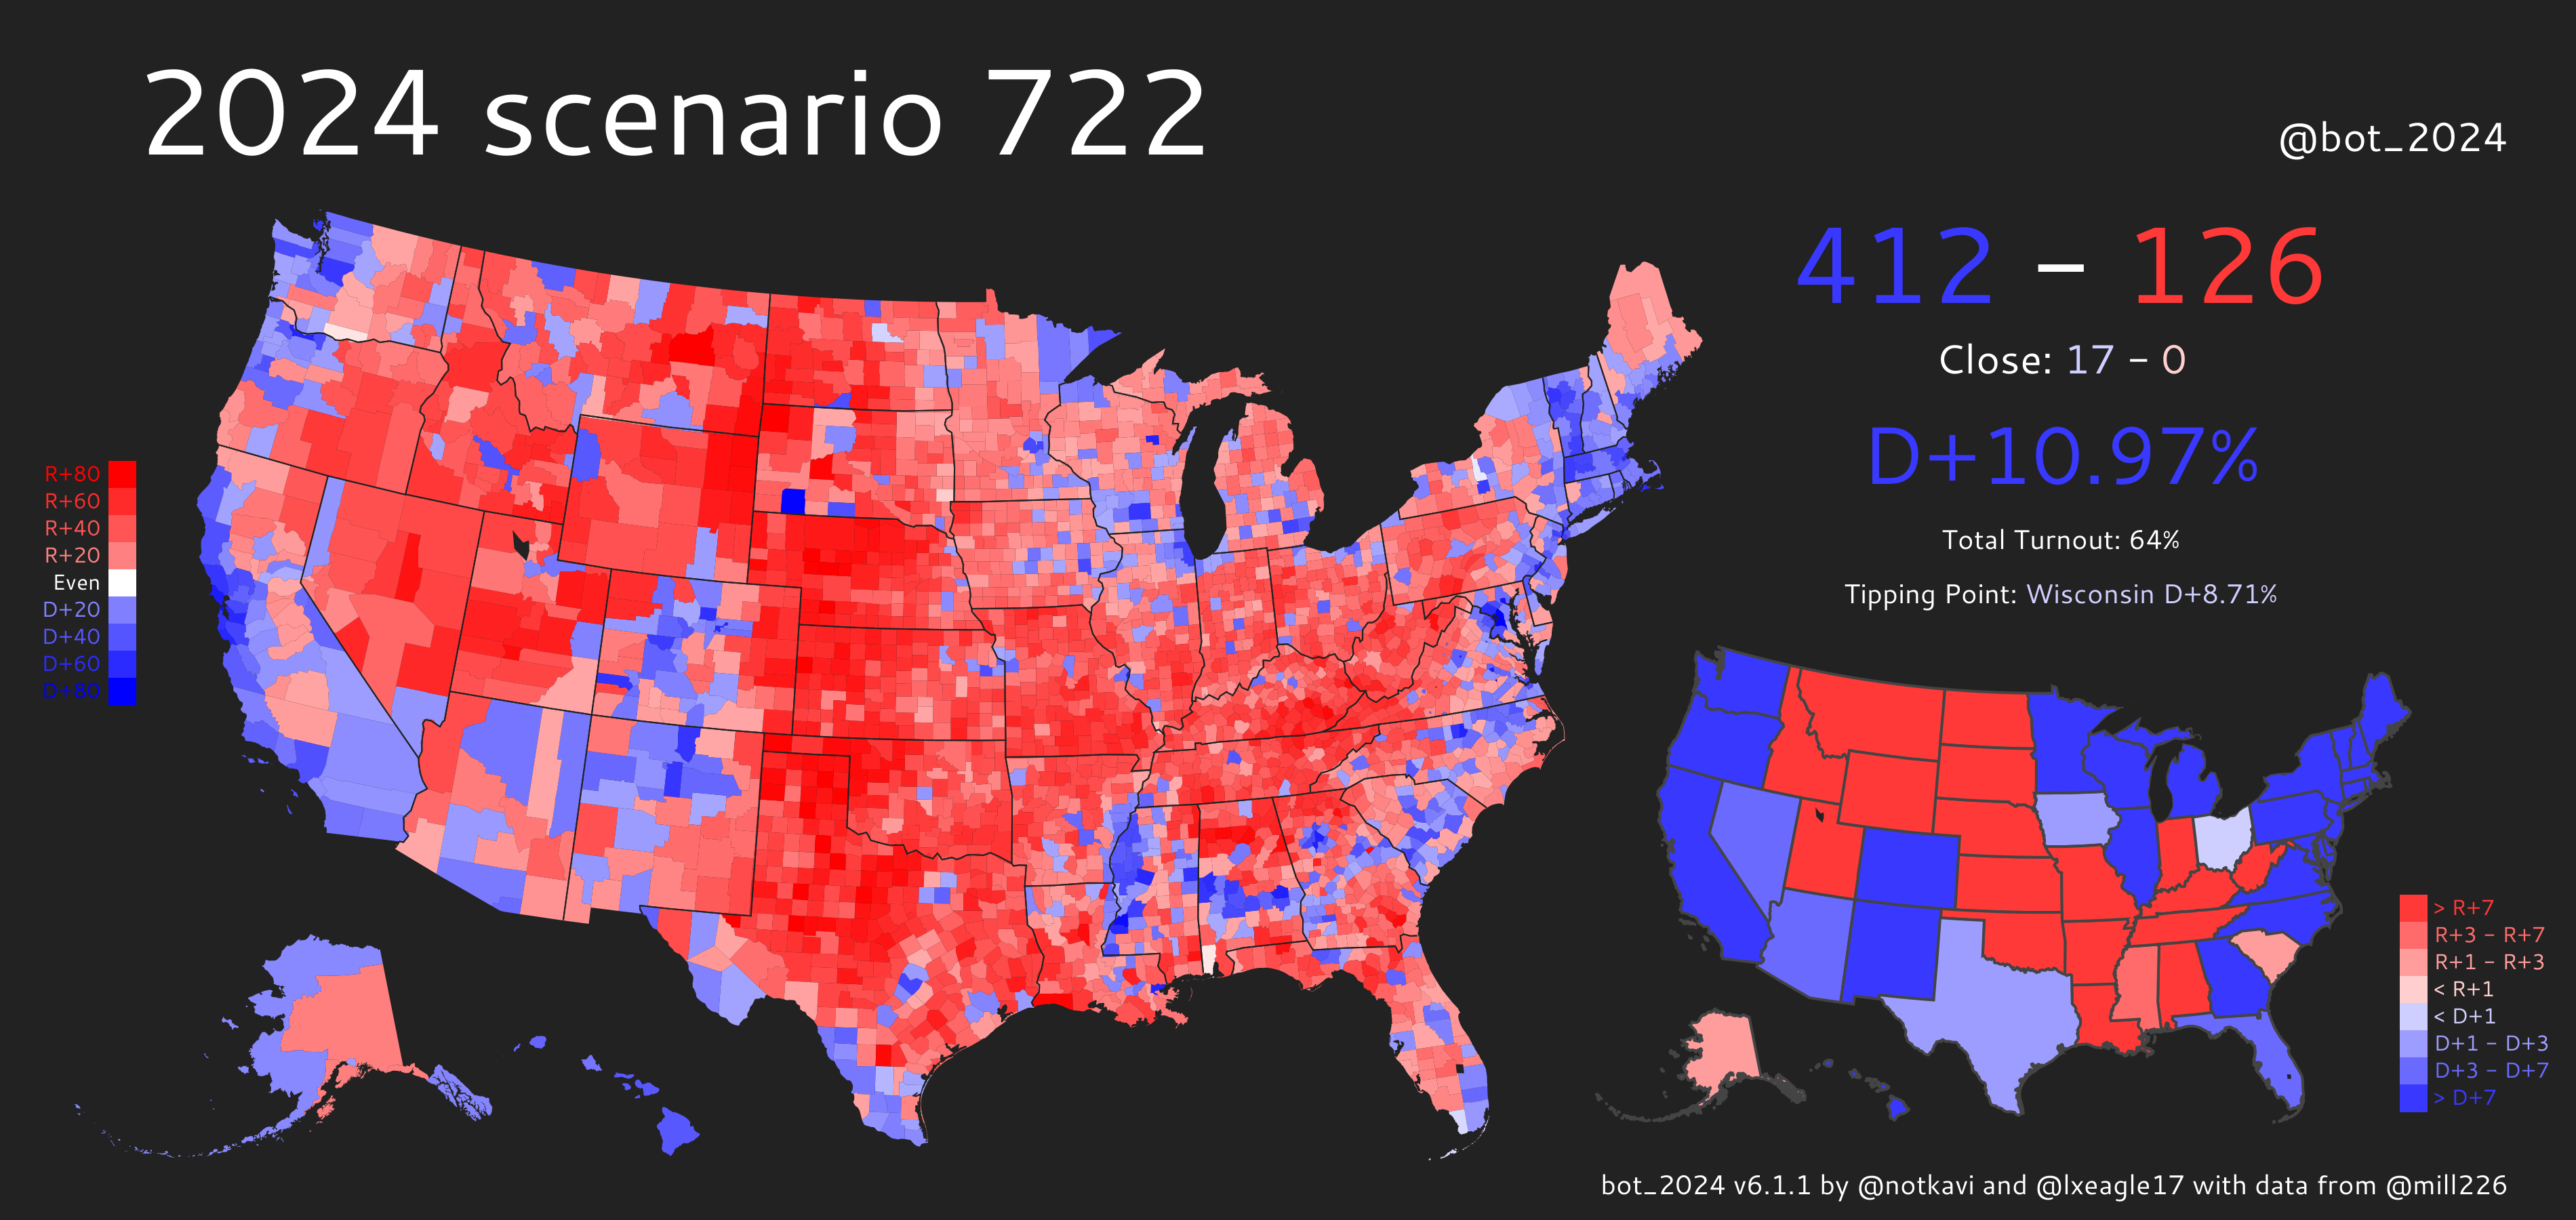 2024 scenario 722
@bot_2024
412 - 126
Close: 17 - 0
D+10.97%
Total Turnout: 64%
Tipping Point: Wisconsin D+8.71%
R+80
R+60
R+40
R+20
Even
D+20
D+40
D+60
D+80
> R+7
R+3 - R+7
R+1 - R+3
< R+1
< D+1
D+1 - D+3
D+3 - D+7
> D+7
bot_2024 v6.1.1 by @notkavi and @lxeagle17 with data from @mill226